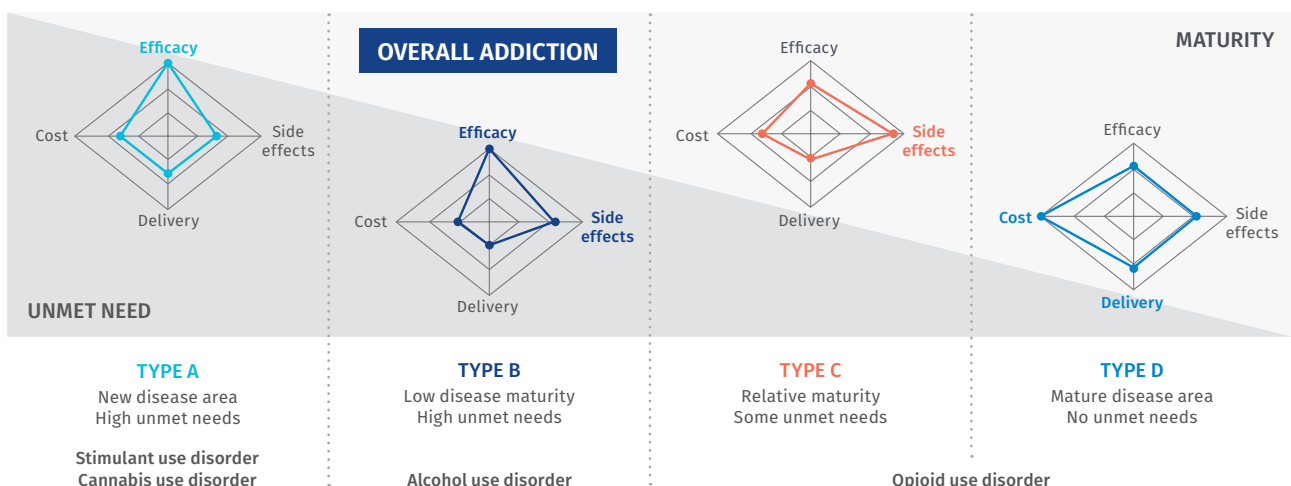 OVERALL ADDICTION
MATURITY
UNMET NEED
Efficacy
Cost
Side
effects
Delivery
Efficacy
Cost
Side
effects
Delivery
Efficacy
Cost
Side
effects
Delivery
Efficacy
Cost
Side
effects
Delivery
TYPE A
New disease area
High unmet needs
Stimulant use disorder
Cannabis use disorder
TYPE B
Low disease maturity
High unmet needs
Alcohol use disorder
TYPE C
Relative maturity
Some unmet needs
TYPE D
Mature disease area
No unmet needs
Opioid use disorder